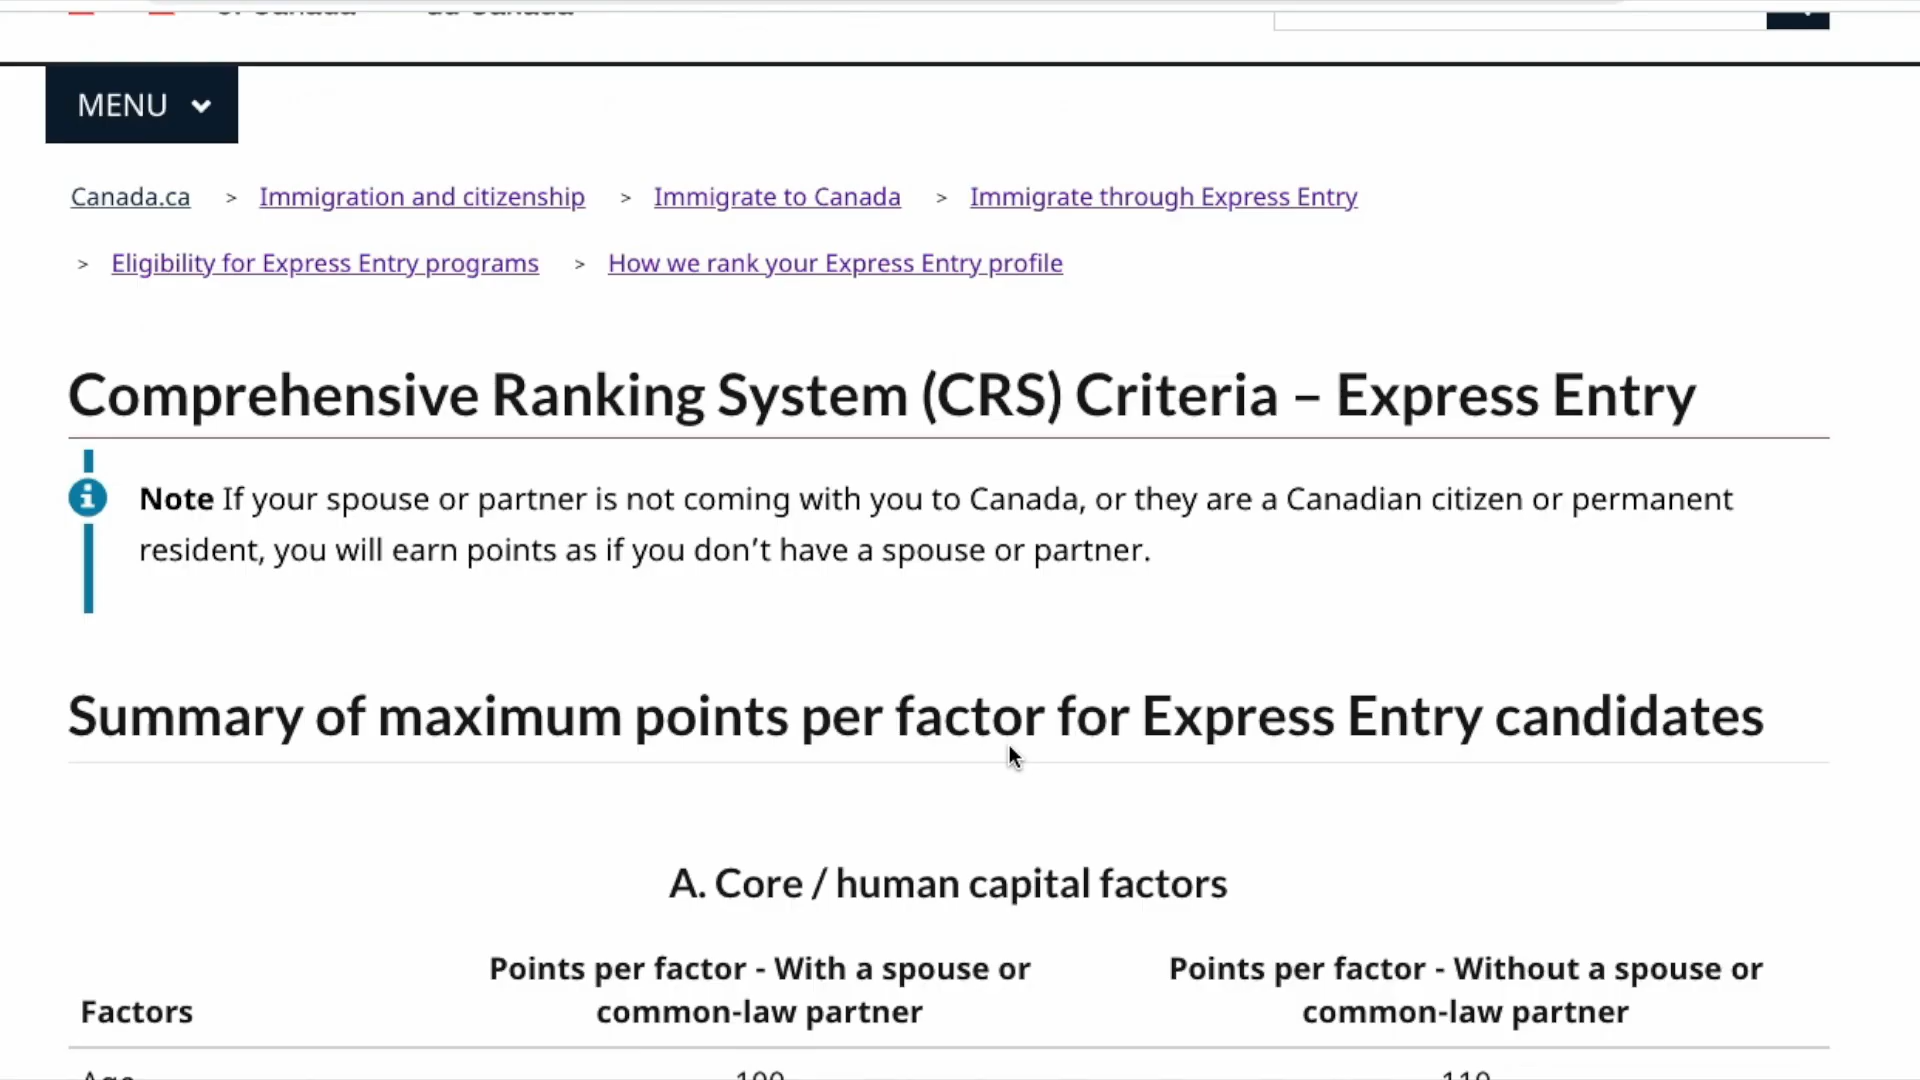 MENU
Canada.ca > Immigration and citizenship > Immigrate to Canada > Immigrate through Express Entry
> Eligibility for Express Entry programs > How we rank your Express Entry profile
Comprehensive Ranking System (CRS) Criteria – Express Entry
Note If your spouse or partner is not coming with you to Canada, or they are a Canadian citizen or permanent
resident, you will earn points as if you don’t have a spouse or partner.
Summary of maximum points per factor for Express Entry candidates
A. Core / human capital factors
Points per factor - With a spouse or
common-law partner
Points per factor - Without a spouse or
common-law partner
Factors